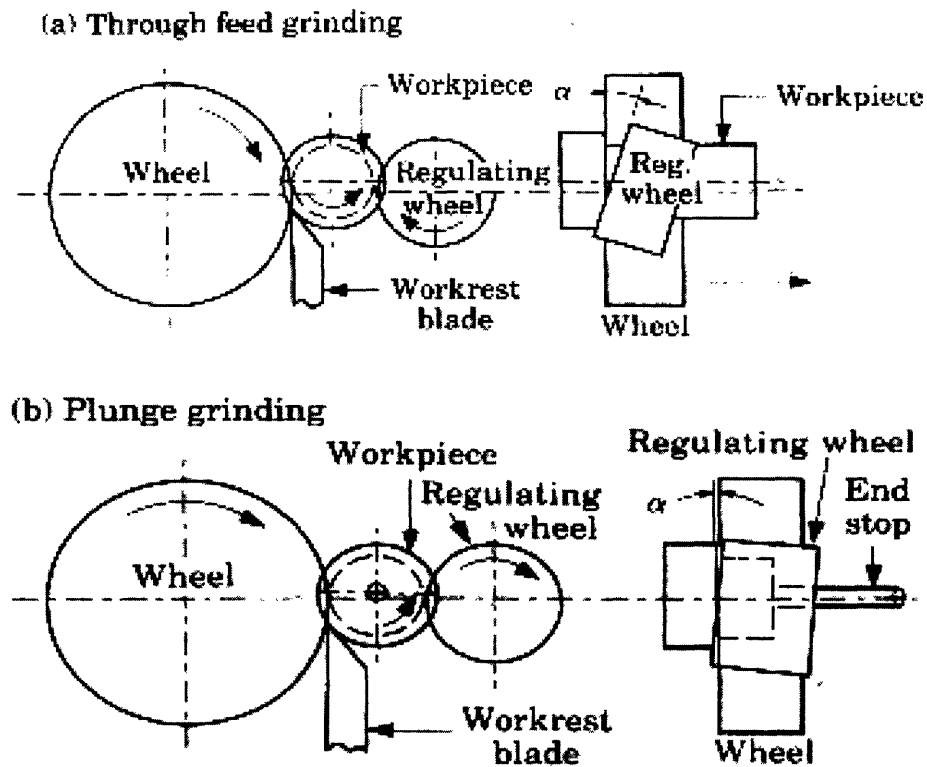 (a) Through feed grinding
Workpiece
α
Workpiece
Wheel
Regulating
wheel
Reg.
wheel
Workrest
blade
Wheel
(b) Plunge grinding
Workpiece
Regulating wheel
Regulating
wheel
α
End
stop
Wheel
Workrest
blade
Wheel